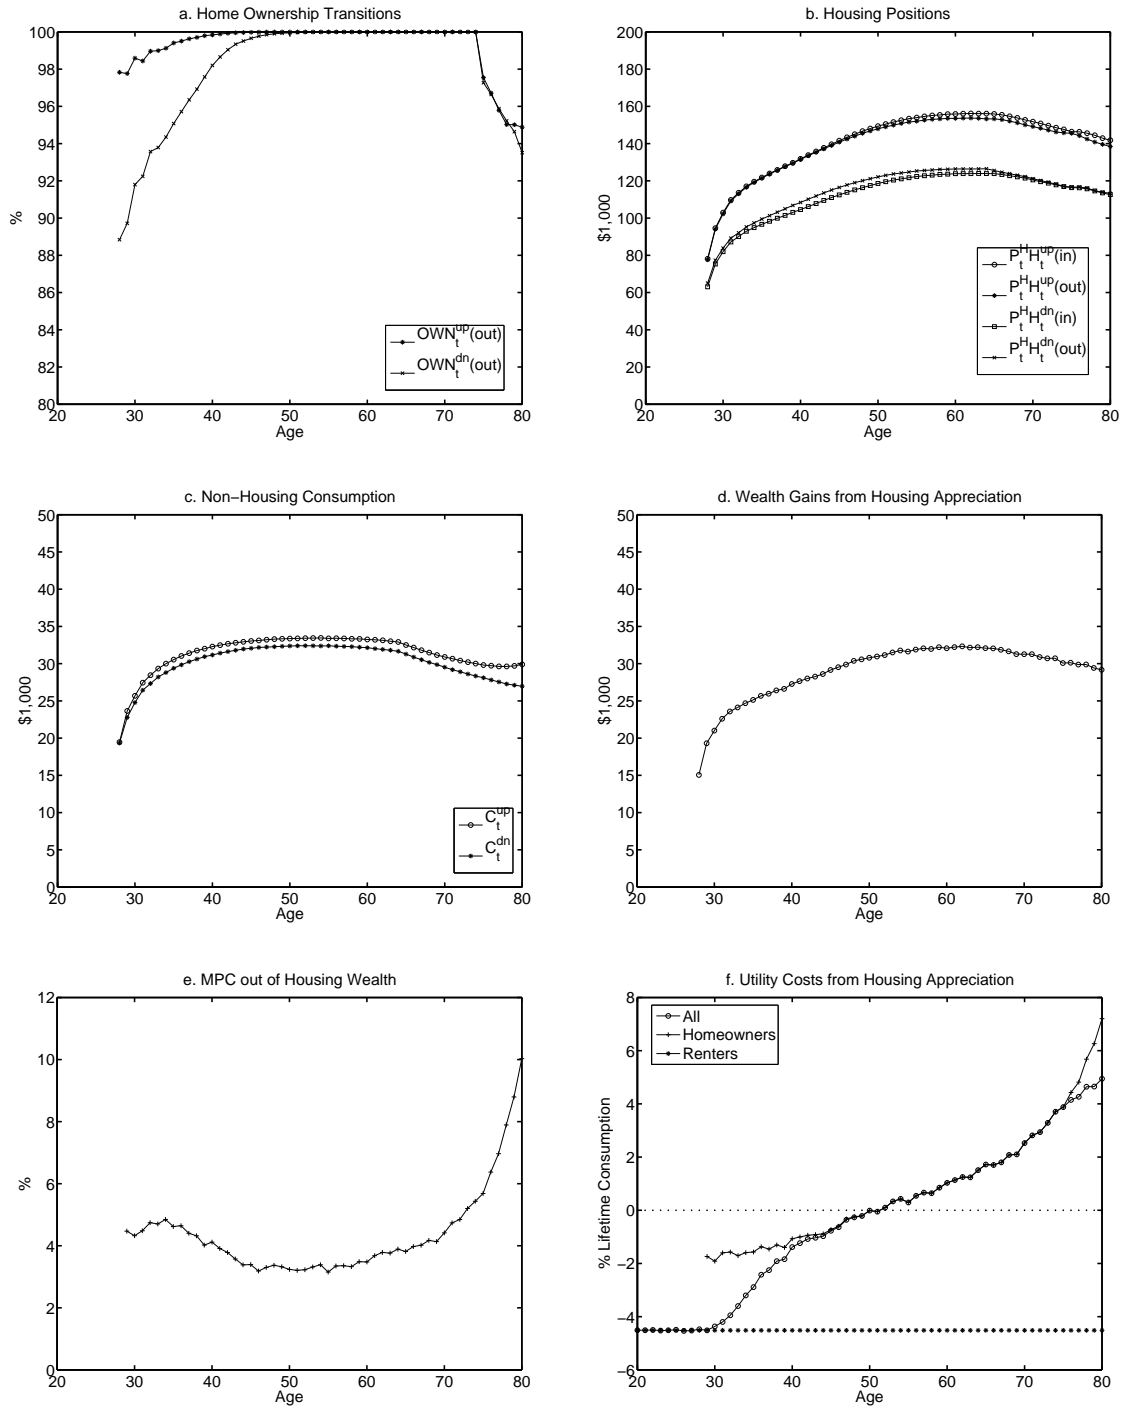 a. Home Ownership Transitions
100
98
96
94
92
90
88
86
84
82
80
%
OWN_t^up(out)
OWN_t^dn(out)
20 30 40 50 60 70 80
Age
b. Housing Positions
200
180
160
140
120
100
80
60
40
20
0
$1,000
P_t^H H_t^up(in)
P_t^H H_t^up(out)
P_t^H H_t^dn(in)
P_t^H H_t^dn(out)
20 30 40 50 60 70 80
Age
c. Non−Housing Consumption
50
45
40
35
30
25
20
15
10
5
0
$1,000
C_t^up
C_t^dn
20 30 40 50 60 70 80
Age
d. Wealth Gains from Housing Appreciation
50
45
40
35
30
25
20
15
10
5
0
$1,000
20 30 40 50 60 70 80
Age
e. MPC out of Housing Wealth
12
10
8
6
4
2
0
%
20 30 40 50 60 70 80
Age
f. Utility Costs from Housing Appreciation
8
6
4
2
0
−2
−4
−6
% Lifetime Consumption
All
Homeowners
Renters
20 30 40 50 60 70 80
Age